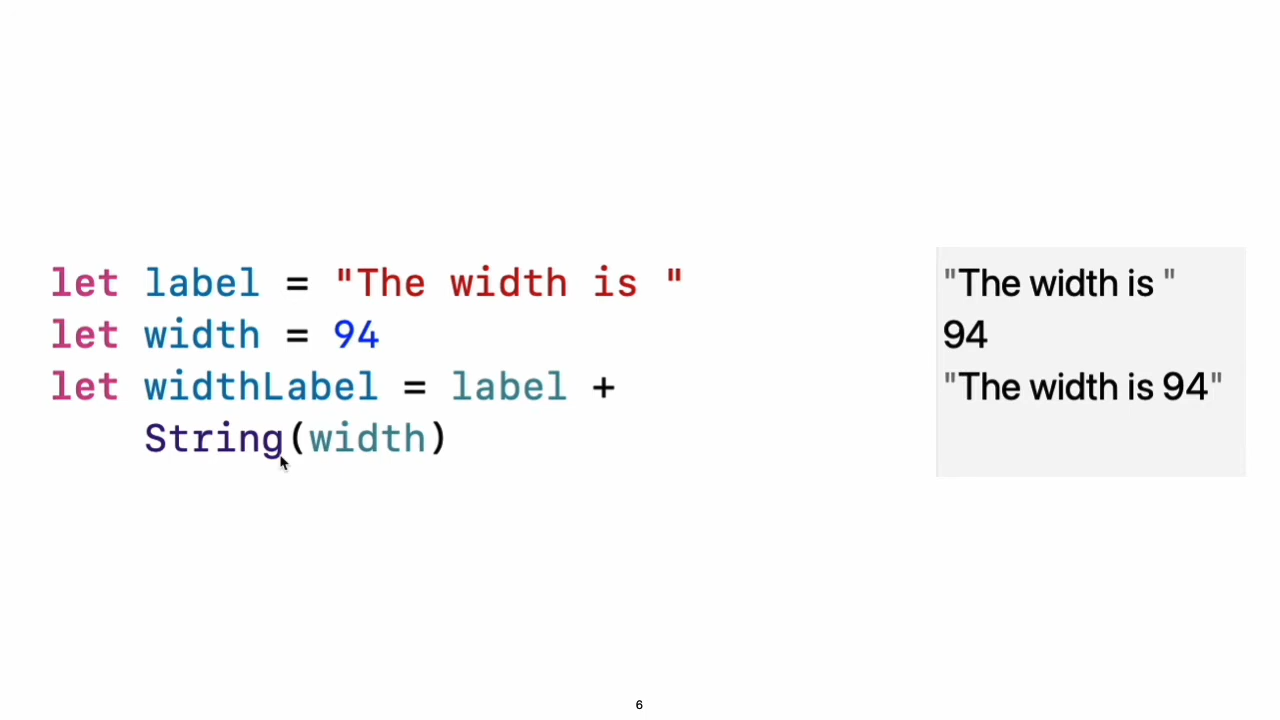 let label = "The width is "
let width = 94
let widthLabel = label +
    String(width)
"The width is "
94
"The width is 94"
6